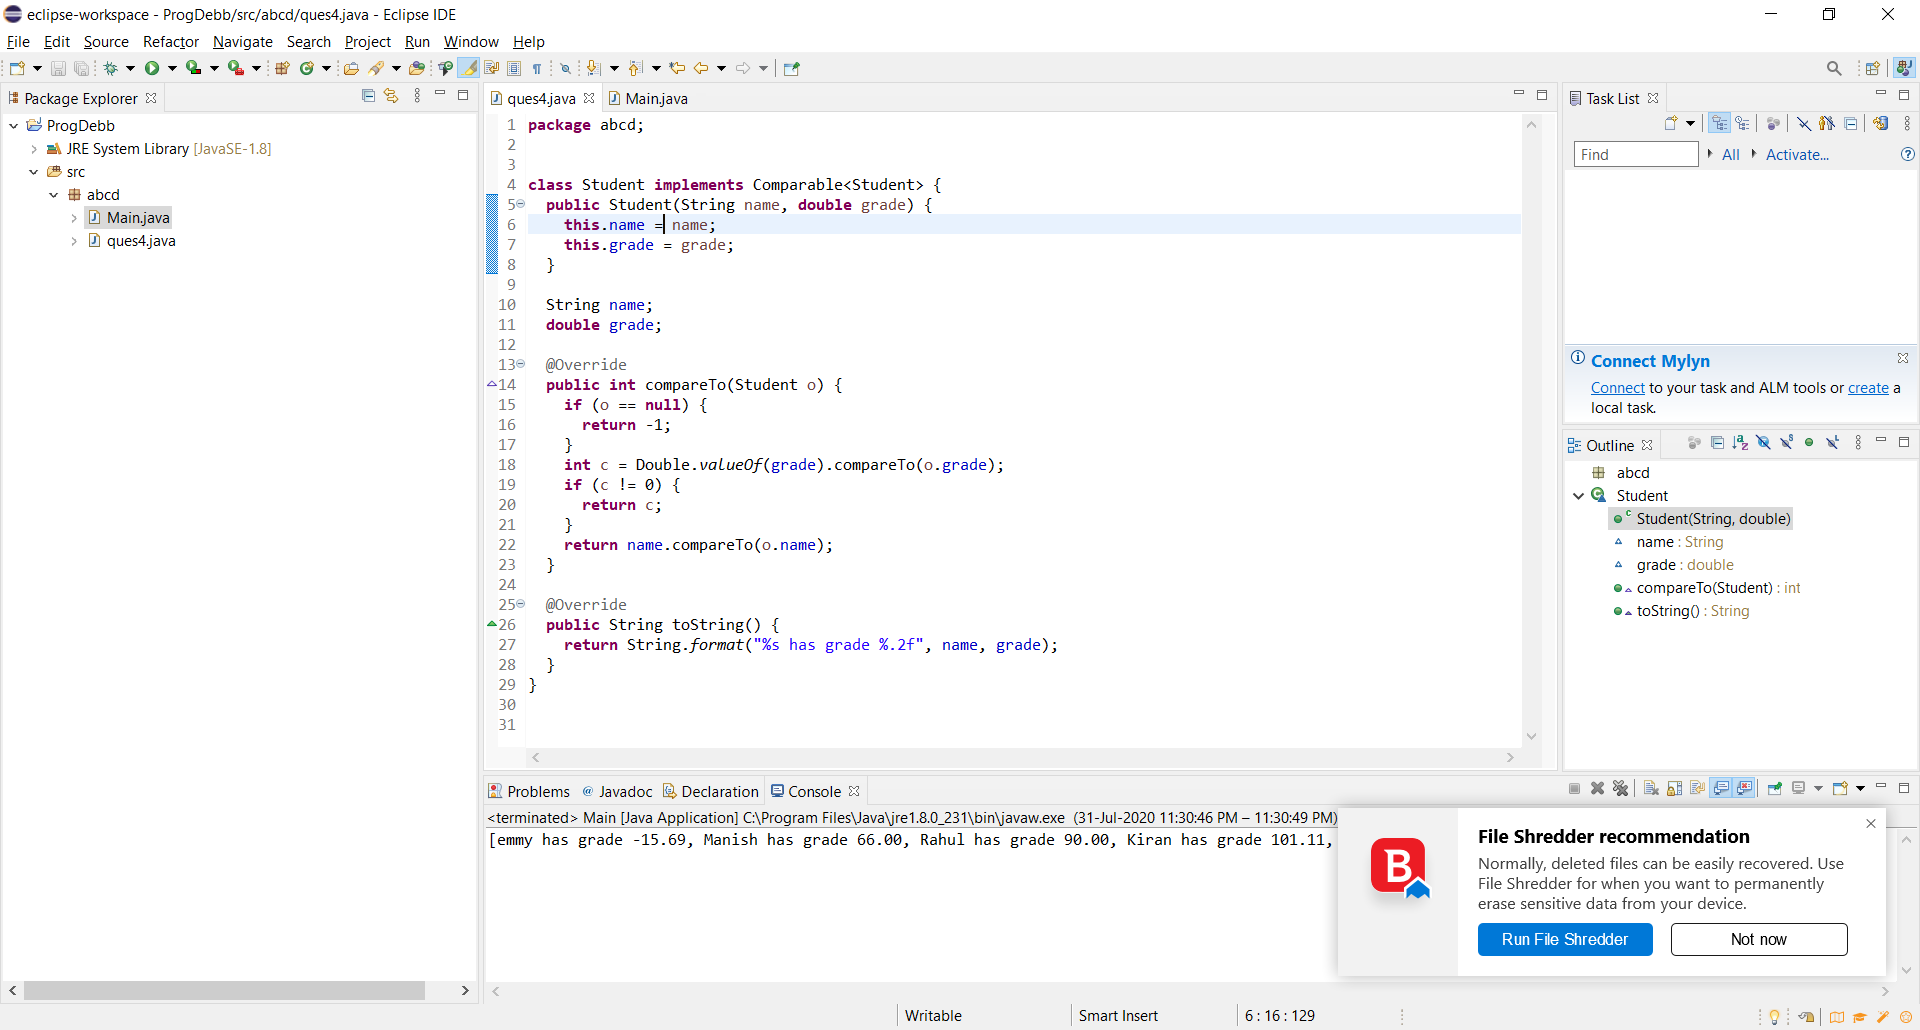 eclipse-workspace - ProgDebb/src/abcd/ques4.java - Eclipse IDE
File Edit Source Refactor Navigate Search Project Run Window Help
Package Explorer
ProgDebb
JRE System Library [JavaSE-1.8]
src
abcd
Main.java
ques4.java
ques4.java
Main.java
1 package abcd;
2
3
4 class Student implements Comparable<Student> {
5 public Student(String name, double grade) {
6 this.name = name;
7 this.grade = grade;
8 }
9
10 String name;
11 double grade;
12
13 @Override
14 public int compareTo(Student o) {
15 if (o == null) {
16 return -1;
17 }
18 int c = Double.valueOf(grade).compareTo(o.grade);
19 if (c != 0) {
20 return c;
21 }
22 return name.compareTo(o.name);
23 }
24
25 @Override
26 public String toString() {
27 return String.format("%s has grade %.2f", name, grade);
28 }
29 }
30
31
Task List
Find All Activate...
Connect Mylyn
Connect to your task and ALM tools or create a
local task.
Outline
abcd
Student
Student(String, double)
name : String
grade : double
compareTo(Student) : int
toString() : String
Problems @ Javadoc Declaration Console
<terminated> Main [Java Application] C:\Program Files\Java\jre1.8.0_231\bin\javaw.exe (31-Jul-2020 11:30:46 PM – 11:30:49 PM)
[emmy has grade -15.69, Manish has grade 66.00, Rahul has grade 90.00, Kiran has grade 101.11,
B
File Shredder recommendation
Normally, deleted files can be easily recovered. Use
File Shredder for when you want to permanently
erase sensitive data from your device.
Run File Shredder
Not now
Writable
Smart Insert
6 : 16 : 129